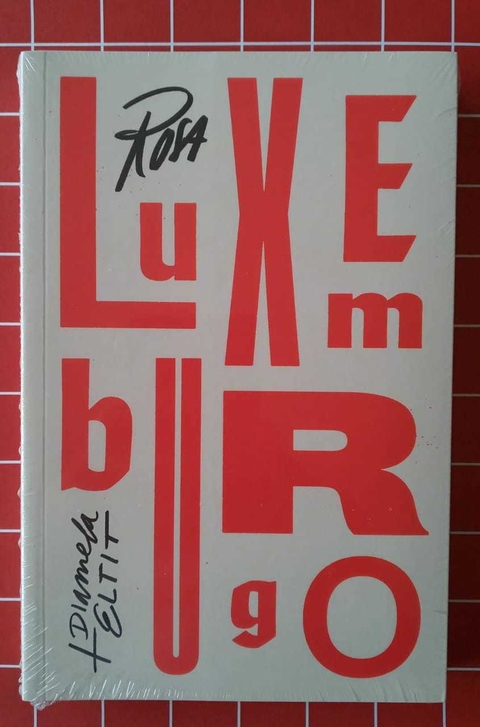 ROSA
LuXEm
bURgO
+ DIAMELA
ELTIT